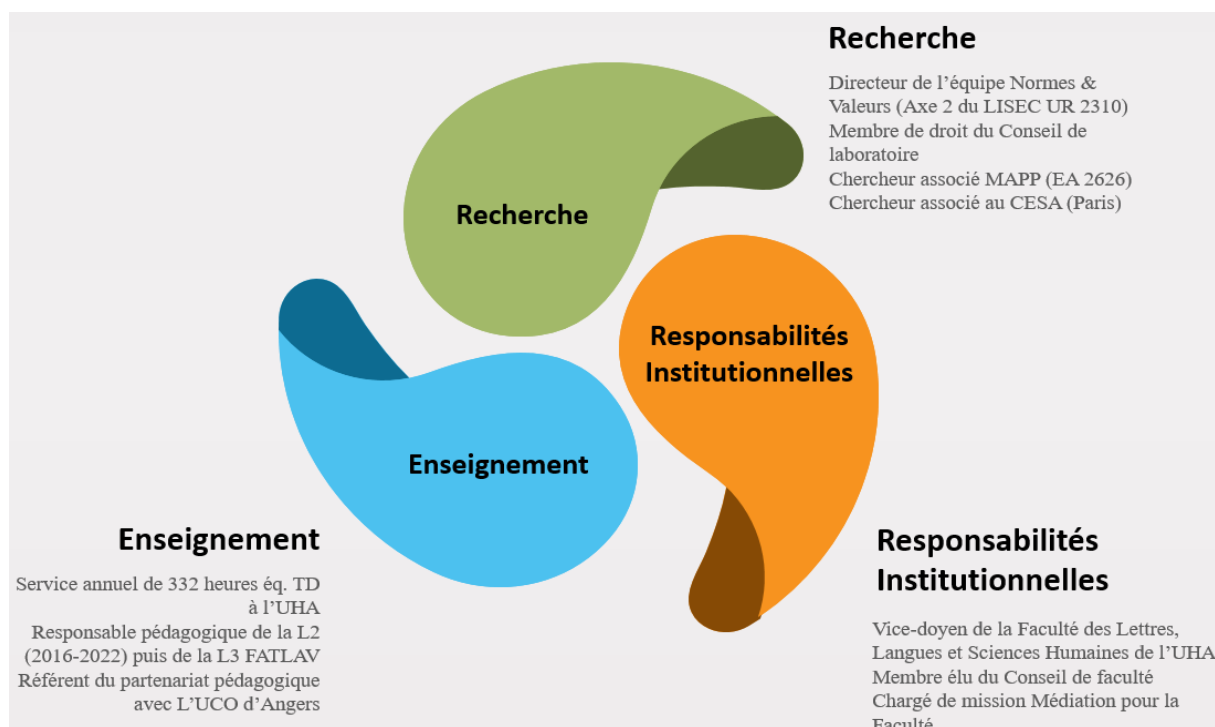 Recherche
Directeur de l’équipe Normes &
Valeurs (Axe 2 du LISEC UR 2310)
Membre de droit du Conseil de
laboratoire
Chercheur associé MAPP (EA 2626)
Chercheur associé au CESA (Paris)
Recherche
Responsabilités
Institutionnelles
Enseignement
Enseignement
Service annuel de 332 heures éq. TD
à l’UHA
Responsable pédagogique de la L2
(2016-2022) puis de la L3 FATLAV
Référent du partenariat pédagogique
avec L’UCO d’Angers
Responsabilités
Institutionnelles
Vice-doyen de la Faculté des Lettres,
Langues et Sciences Humaines de l’UHA
Membre élu du Conseil de faculté
Chargé de mission Médiation pour la
Faculté